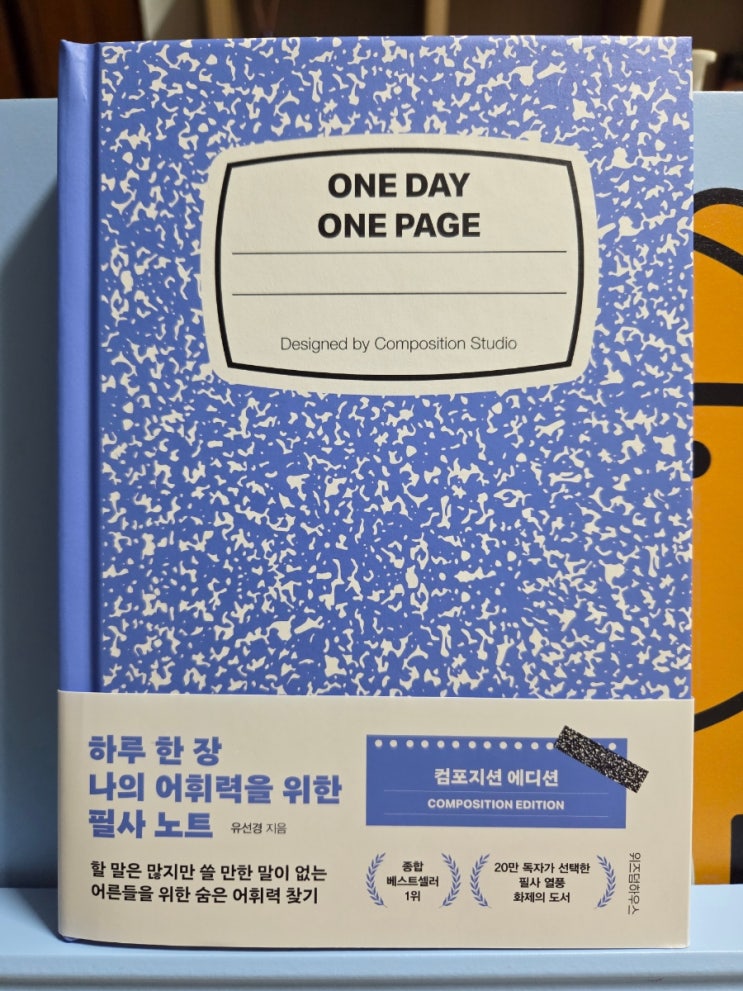 ONE DAY
ONE PAGE
Designed by Composition Studio
하루 한 장
나의 어휘력을 위한
필사 노트 유선경 지음
할 말은 많지만 쓸 만한 말이 없는
어른들을 위한 숨은 어휘력 찾기
컴포지션 에디션
COMPOSITION EDITION
종합
베스트셀러
1위
20만 독자가 선택한
필사 열풍
화제의 도서
위즈덤하우스